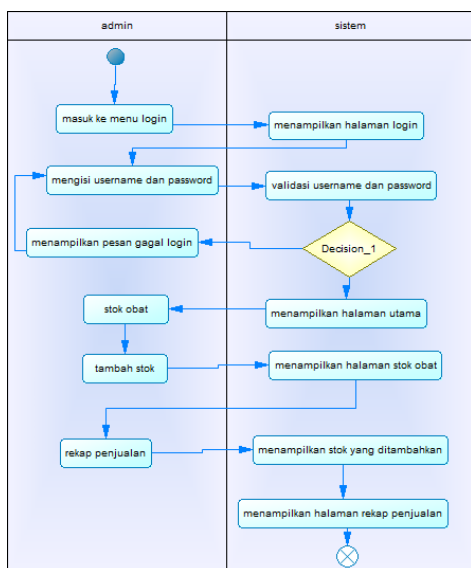 admin
sistem
masuk ke menu login
menampilkan halaman login
mengisi username dan password
validasi username dan password
menampilkan pesan gagal login
Decision_1
stok obat
menampilkan halaman utama
tambah stok
menampilkan halaman stok obat
rekap penjualan
menampilkan stok yang ditambahkan
menampilkan halaman rekap penjualan